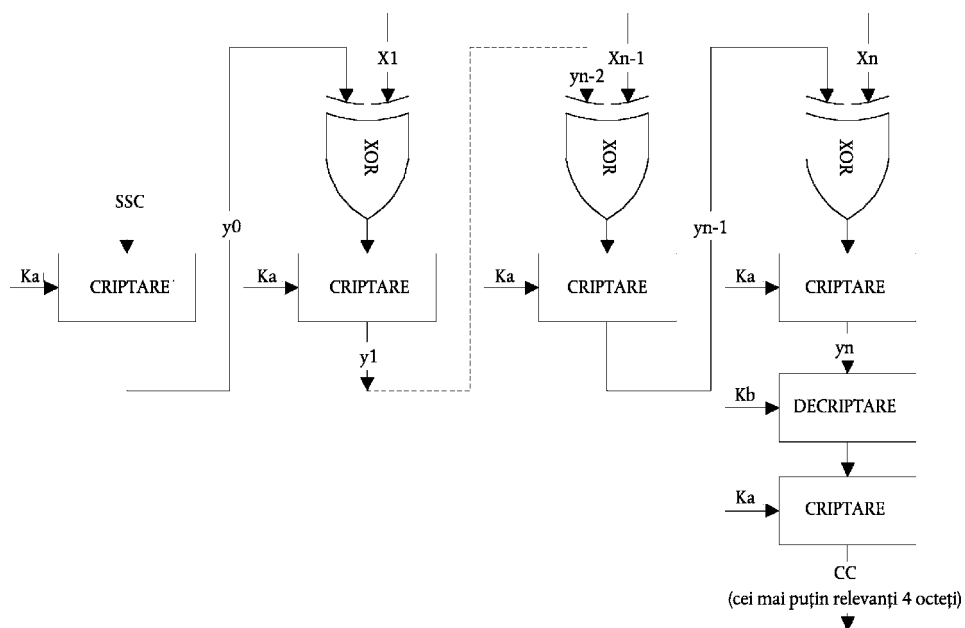 X1
Xn-1
Xn
yn-2
XOR
XOR
XOR
SSC
y0
yn-1
Ka
CRIPTARE
Ka
CRIPTARE
Ka
CRIPTARE
Ka
CRIPTARE
y1
yn
Kb
DECRIPTARE
Ka
CRIPTARE
CC
(cei mai puțin relevanți 4 octeți)